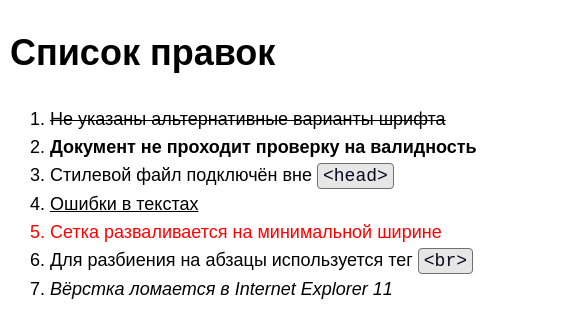 Список правок
1. Не указаны альтернативные варианты шрифта
2. Документ не проходит проверку на валидность
3. Стилевой файл подключён вне <head>
4. Ошибки в текстах
5. Сетка разваливается на минимальной ширине
6. Для разбиения на абзацы используется тег <br>
7. Вёрстка ломается в Internet Explorer 11